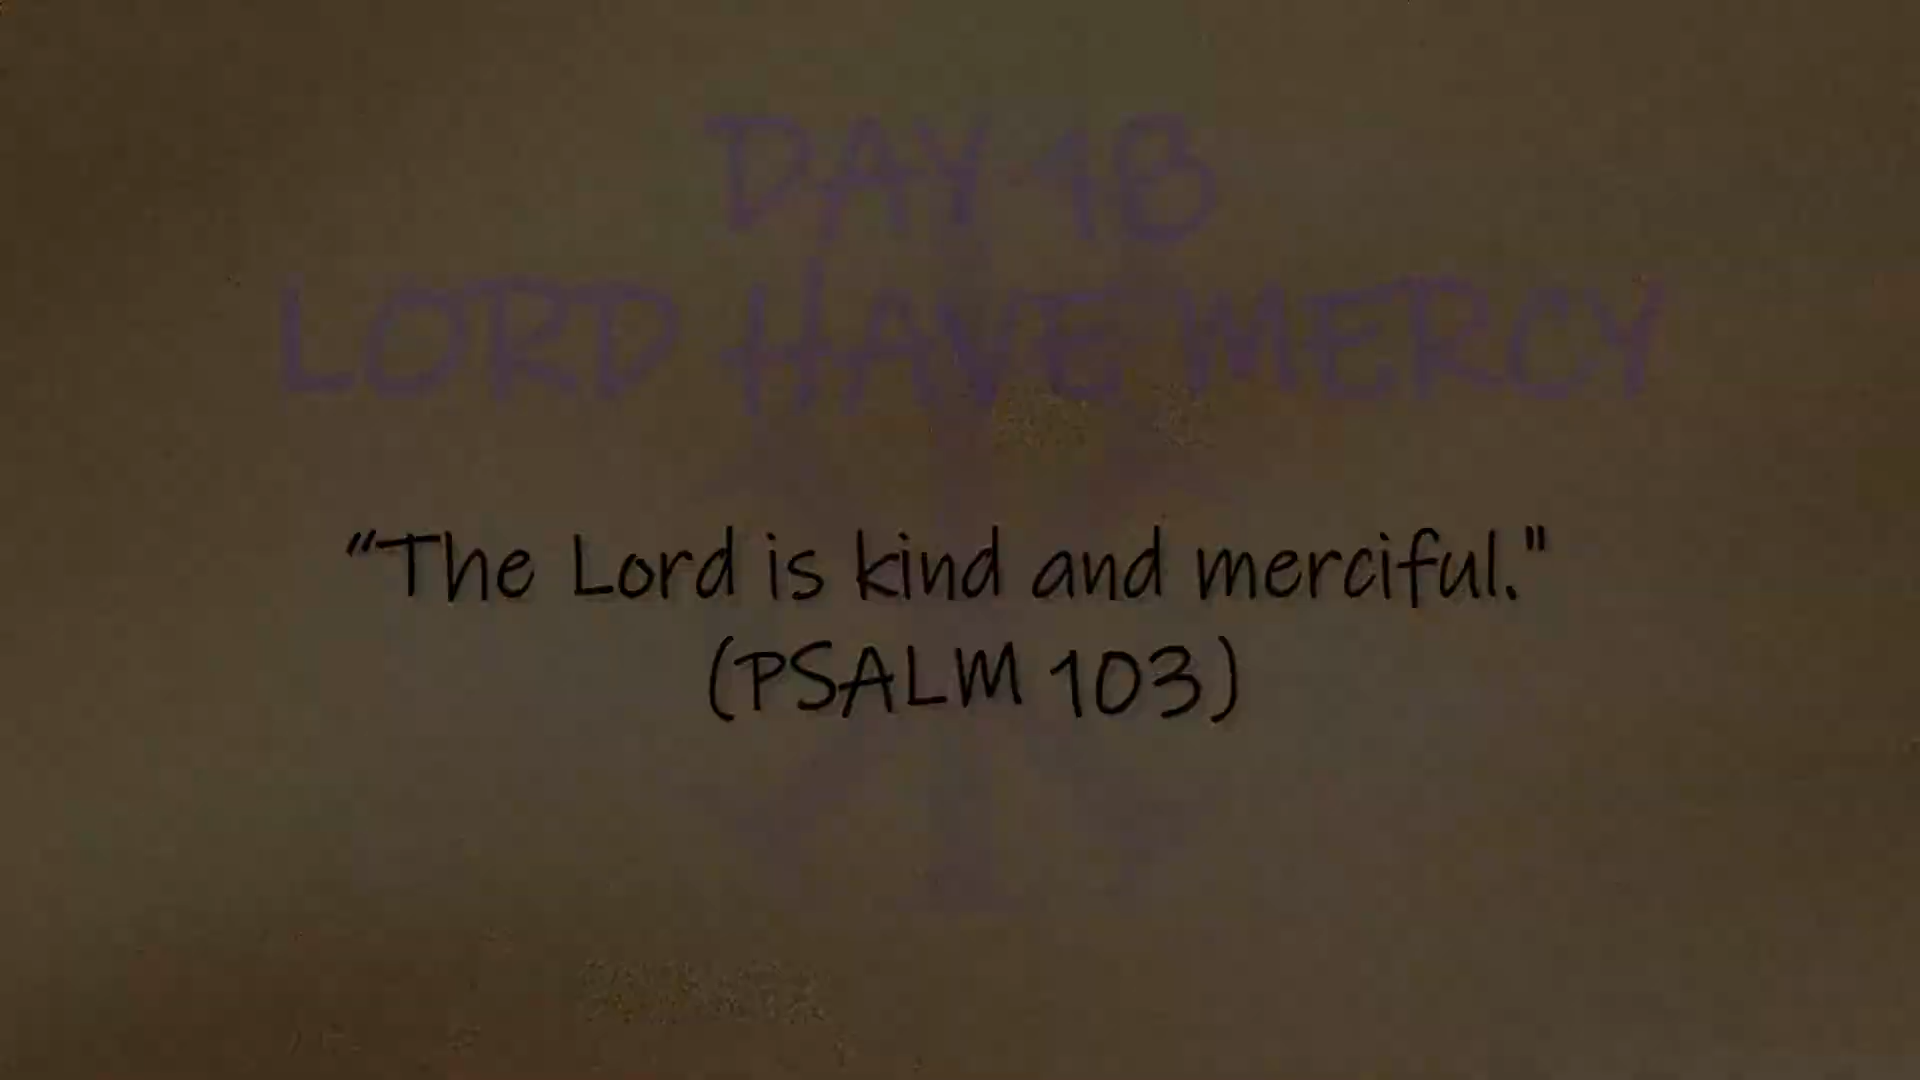 DAY 18
LORD HAVE MERCY
“The Lord is kind and merciful."
(PSALM 103)